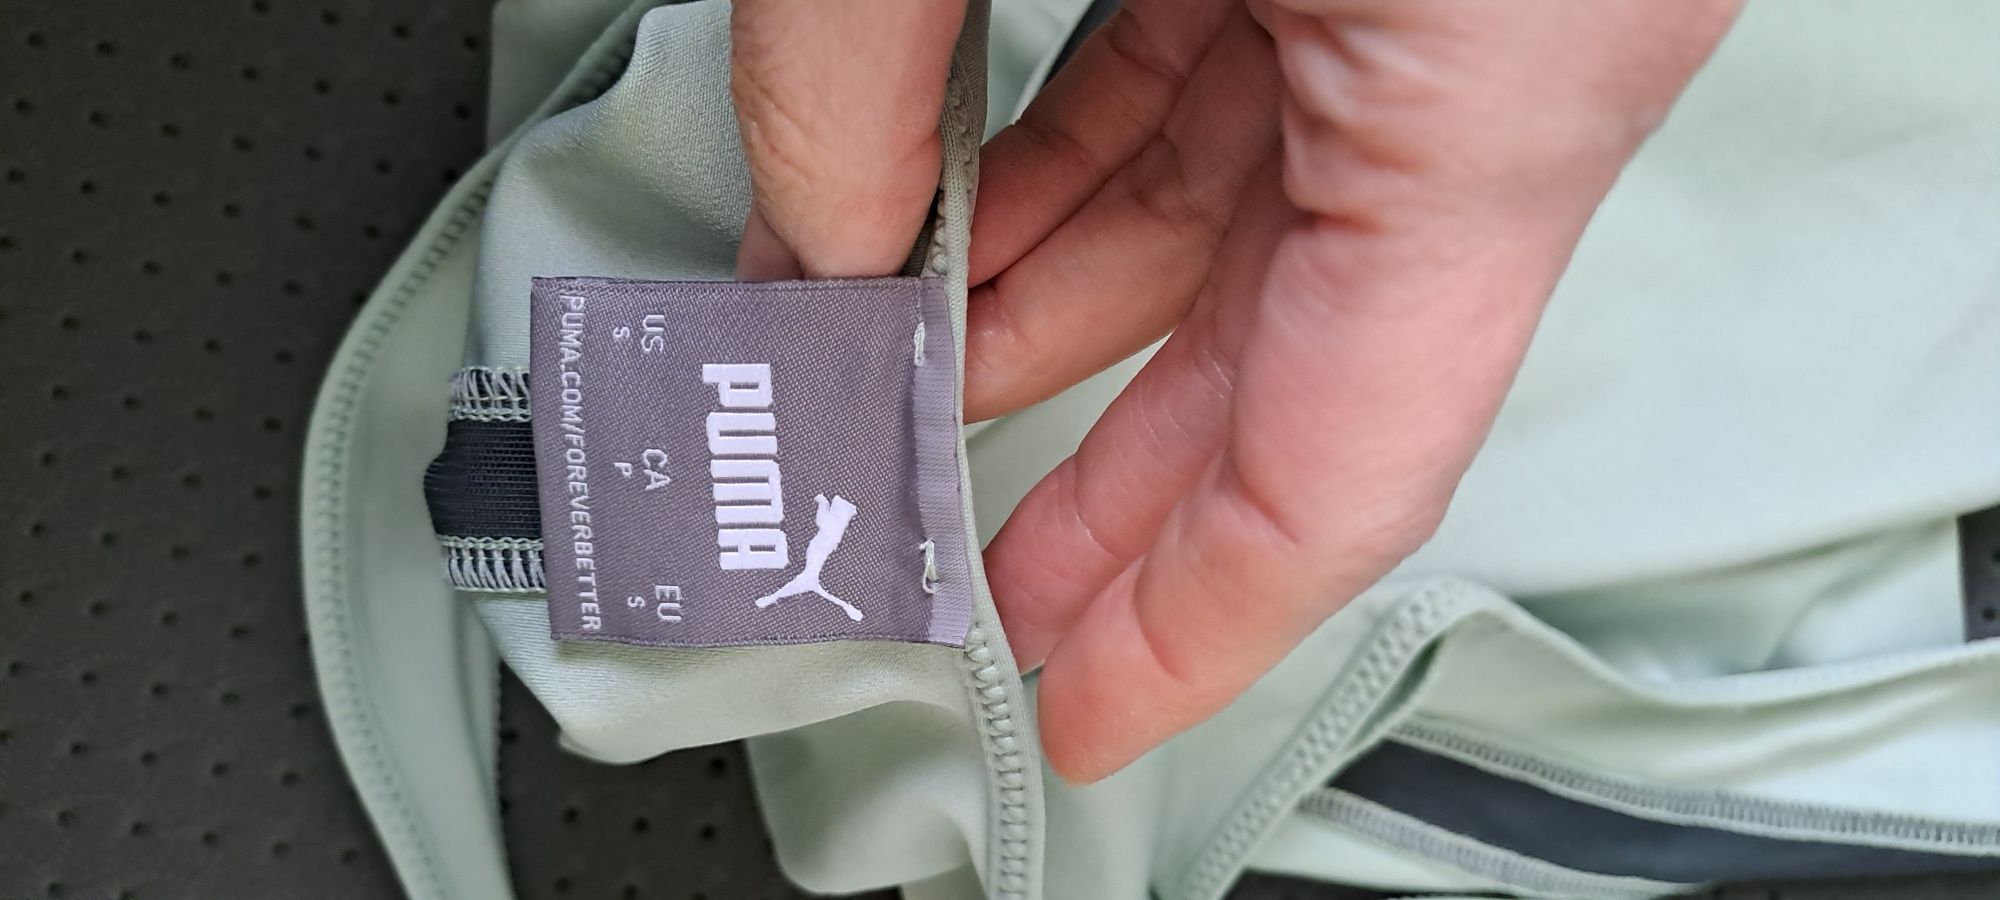 PUMA
US CA EU
S P S
PUMA.COM/FOREVERBETTER